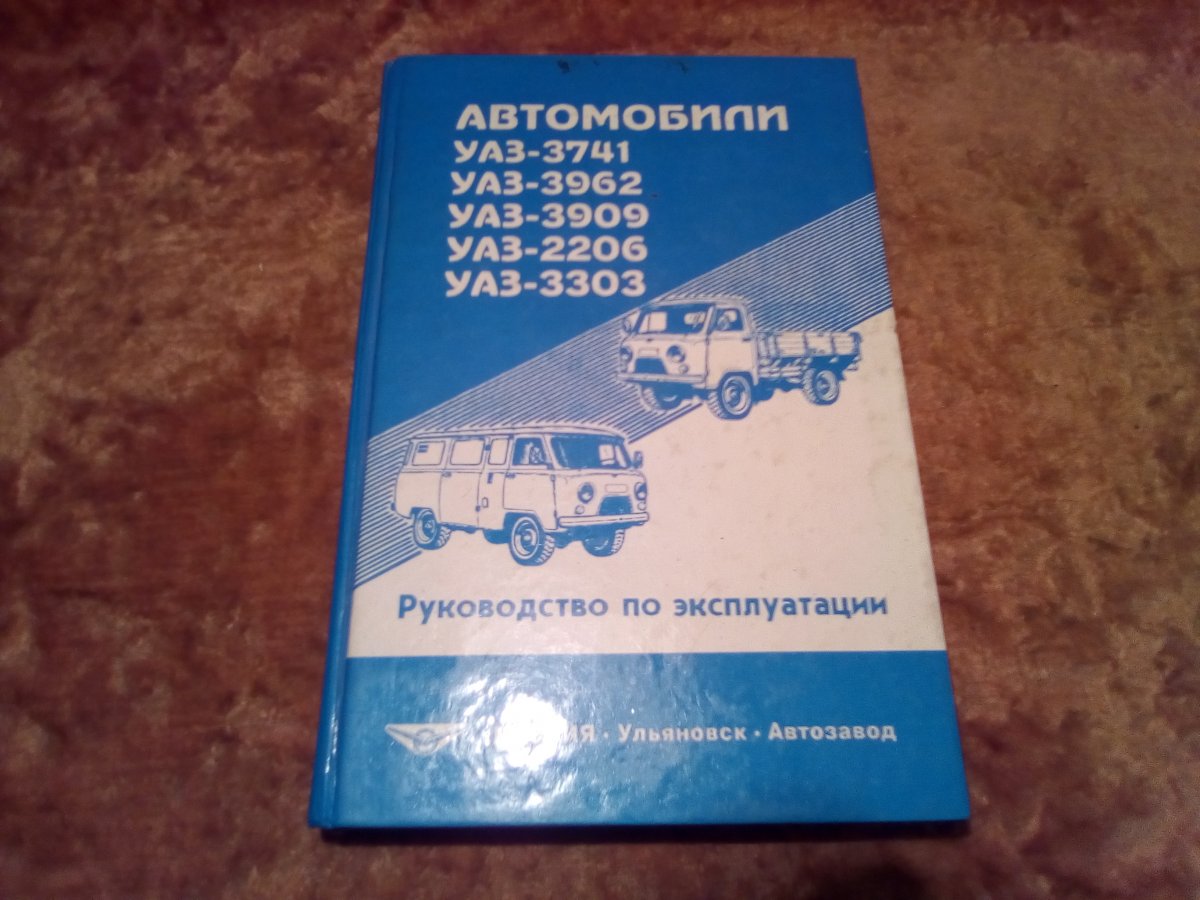 АВТОМОБИЛИ
УАЗ-3741
УАЗ-3962
УАЗ-3909
УАЗ-2206
УАЗ-3303
Руководство по эксплуатации
· Ульяновск · Автозавод